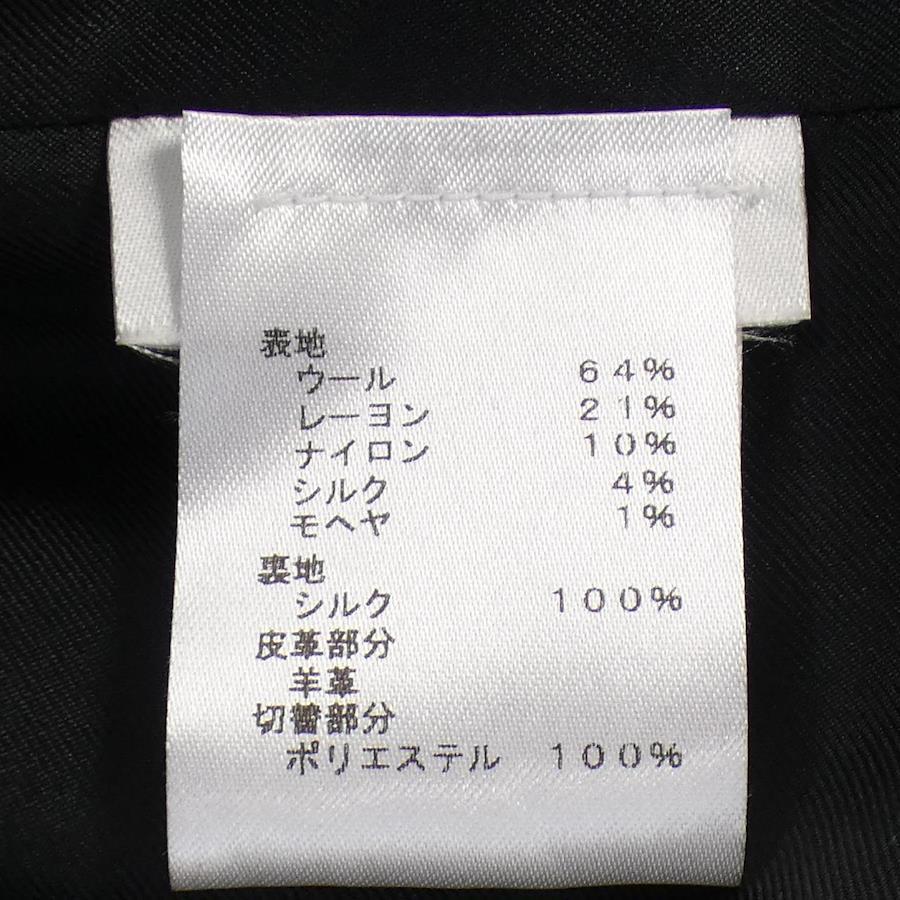 表地
ウール ６４％
レーヨン ２１％
ナイロン １０％
シルク ４％
モヘヤ １％
裏地
シルク １００％
皮革部分
羊革
切替部分
ポリエステル １００％